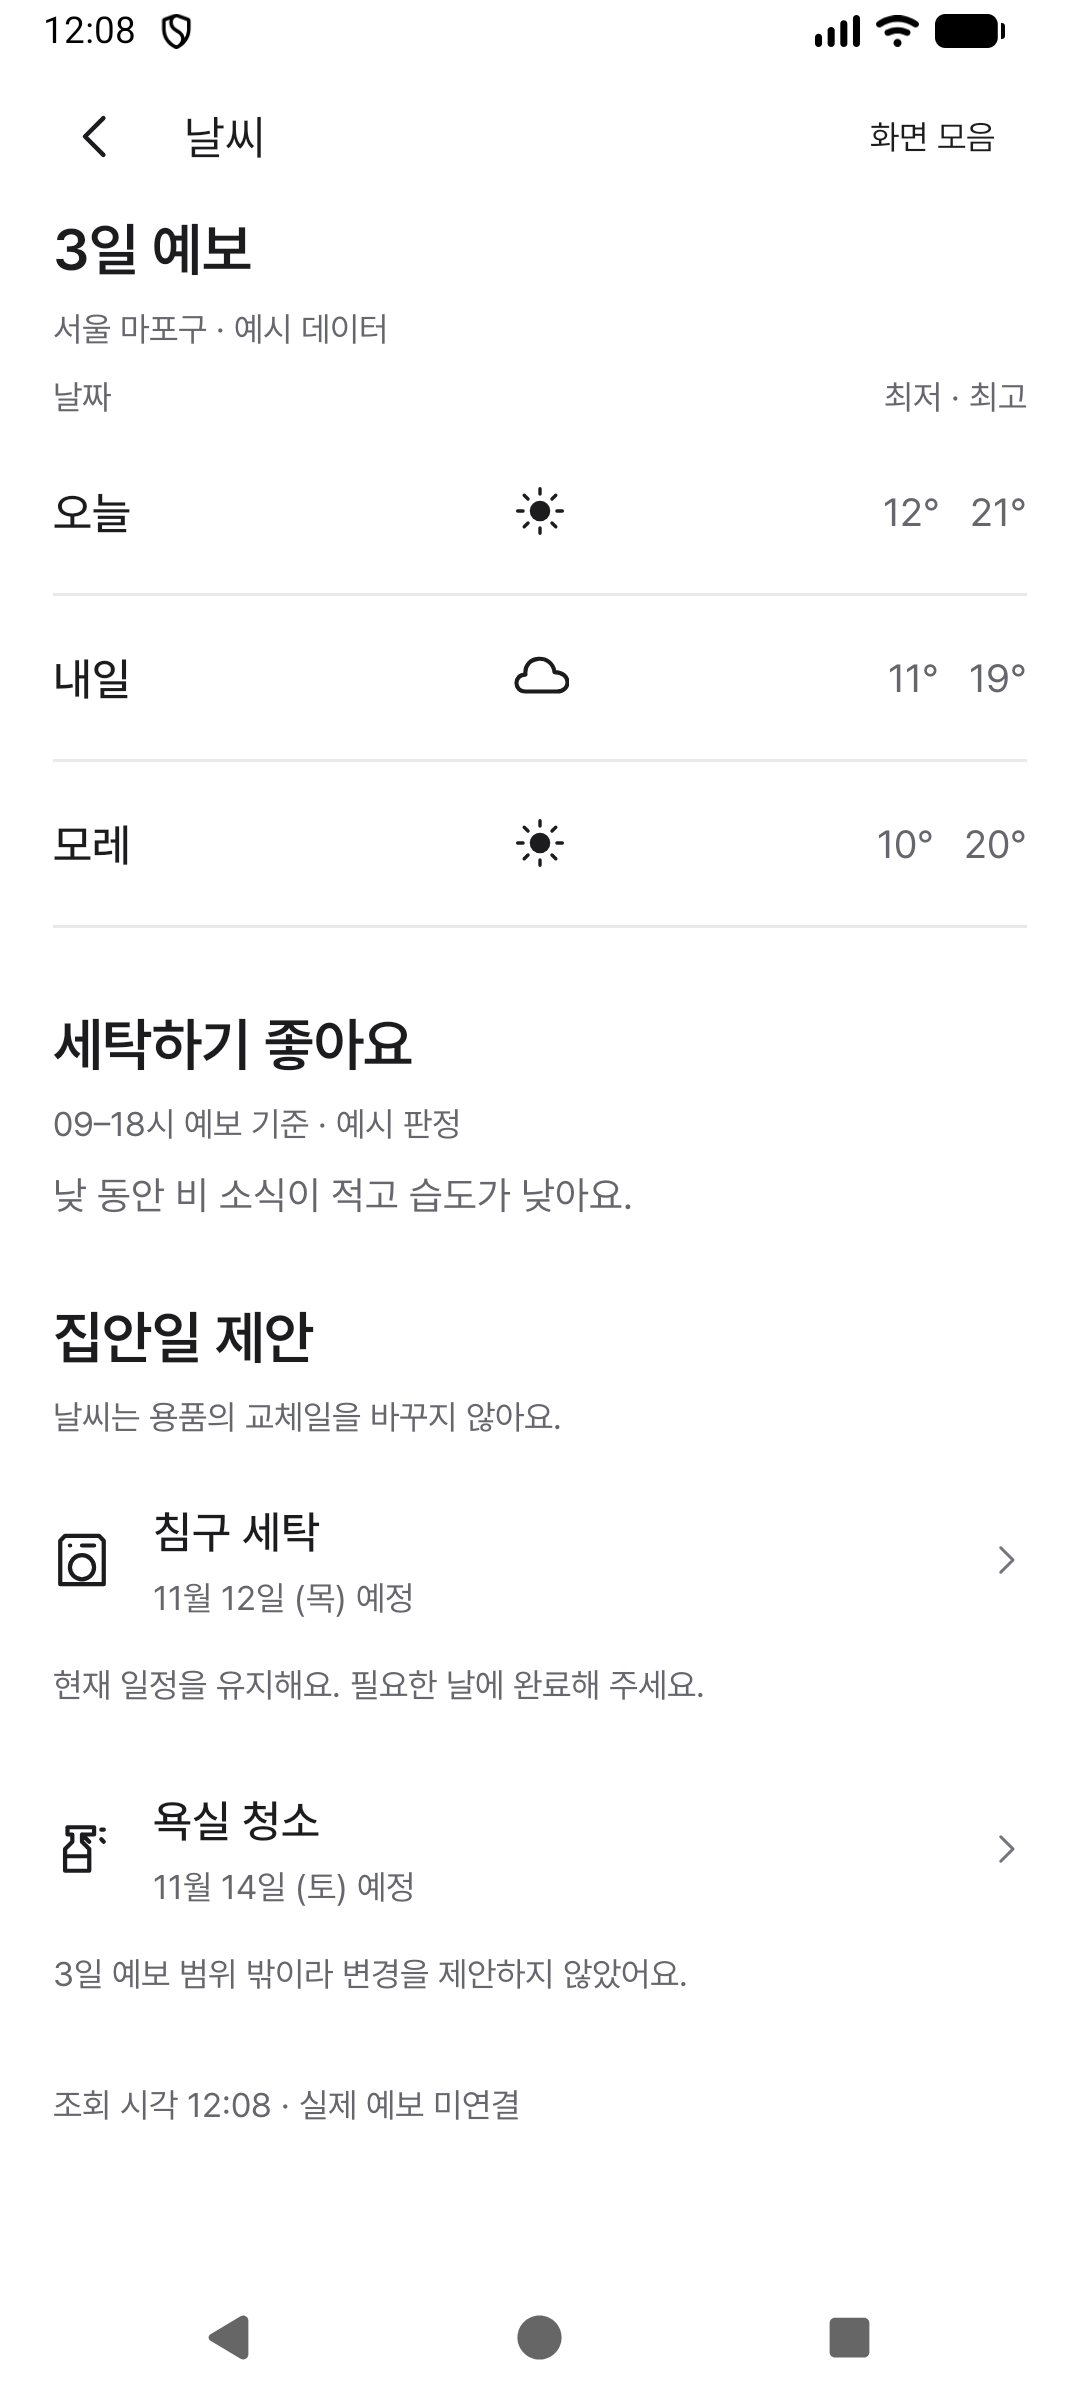 12:08
날씨
화면 모음
3일 예보
서울 마포구 · 예시 데이터
날짜 최저 · 최고
오늘 12° 21°
내일 11° 19°
모레 10° 20°
세탁하기 좋아요
09–18시 예보 기준 · 예시 판정
낮 동안 비 소식이 적고 습도가 낮아요.
집안일 제안
날씨는 용품의 교체일을 바꾸지 않아요.
침구 세탁
11월 12일 (목) 예정
현재 일정을 유지해요. 필요한 날에 완료해 주세요.
욕실 청소
11월 14일 (토) 예정
3일 예보 범위 밖이라 변경을 제안하지 않았어요.
조회 시각 12:08 · 실제 예보 미연결